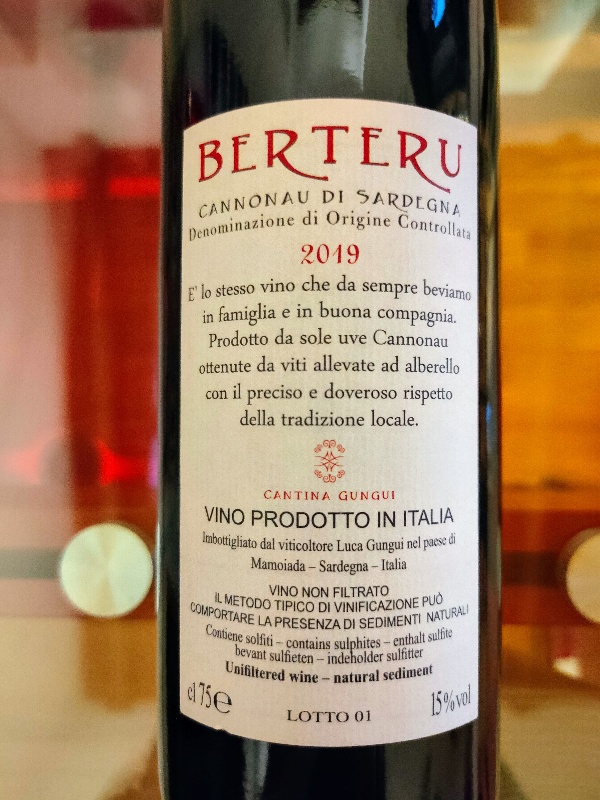 BERTERU
CANNONAU DI SARDEGNA
Denominazione di Origine Controllata
2019
E' lo stesso vino che da sempre beviamo
in famiglia e in buona compagnia.
Prodotto da sole uve Cannonau
ottenute da viti allevate ad alberello
con il preciso e doveroso rispetto
della tradizione locale.
CANTINA GUNGUI
VINO PRODOTTO IN ITALIA
Imbottigliato dal viticoltore Luca Gungui nel paese di
Mamoiada – Sardegna – Italia
VINO NON FILTRATO
IL METODO TIPICO DI VINIFICAZIONE PUÒ
COMPORTARE LA PRESENZA DI SEDIMENTI NATURALI
Contiene solfiti – contains sulphites – enthalt sulfite
bevant sulfieten – indeholder sulfitter
Unifiltered wine – natural sediment
cl 75 e
15%vol
LOTTO 01